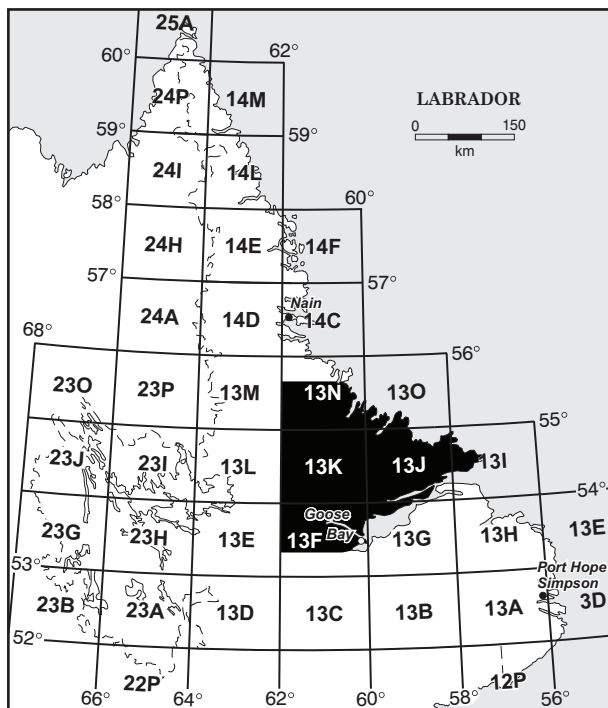 25A
60° 62°
24P 14M LABRADOR
0 150
km
59° 59°
24I 14L
58° 60°
24H 14E 14F
57° 57°
Nain
24A 14D 14C
68° 56°
23O 23P 13M 13N 13O
55°
23J 23I 13L 13K 13J 13I
54°
Goose
Bay
23G 23H 13E 13F 13G 13H 13E
53°
Port Hope
Simpson
23B 23A 13D 13C 13B 13A 3D
52°
22P 12P
66° 64° 62° 60° 58° 56°